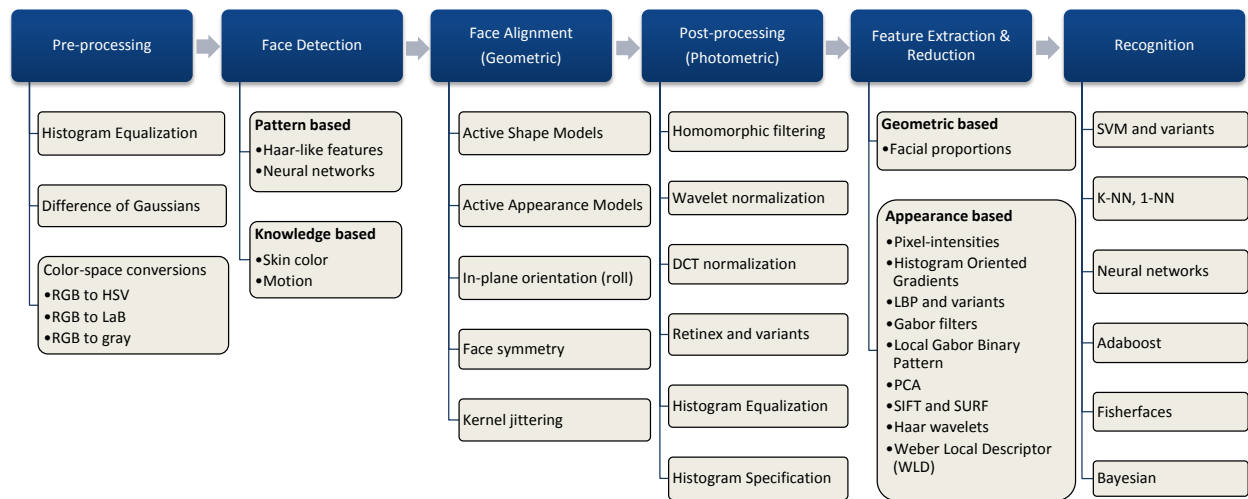 Pre-processing
Histogram Equalization
Difference of Gaussians
Color-space conversions
•RGB to HSV
•RGB to LaB
•RGB to gray
Face Detection
Pattern based
•Haar-like features
•Neural networks
Knowledge based
•Skin color
•Motion
Face Alignment
(Geometric)
Active Shape Models
Active Appearance Models
In-plane orientation (roll)
Face symmetry
Kernel jittering
Post-processing
(Photometric)
Homomorphic filtering
Wavelet normalization
DCT normalization
Retinex and variants
Histogram Equalization
Histogram Specification
Feature Extraction &
Reduction
Geometric based
•Facial proportions
Appearance based
•Pixel-intensities
•Histogram Oriented
Gradients
•LBP and variants
•Gabor filters
•Local Gabor Binary
Pattern
•PCA
•SIFT and SURF
•Haar wavelets
•Weber Local Descriptor
(WLD)
Recognition
SVM and variants
K-NN, 1-NN
Neural networks
Adaboost
Fisherfaces
Bayesian